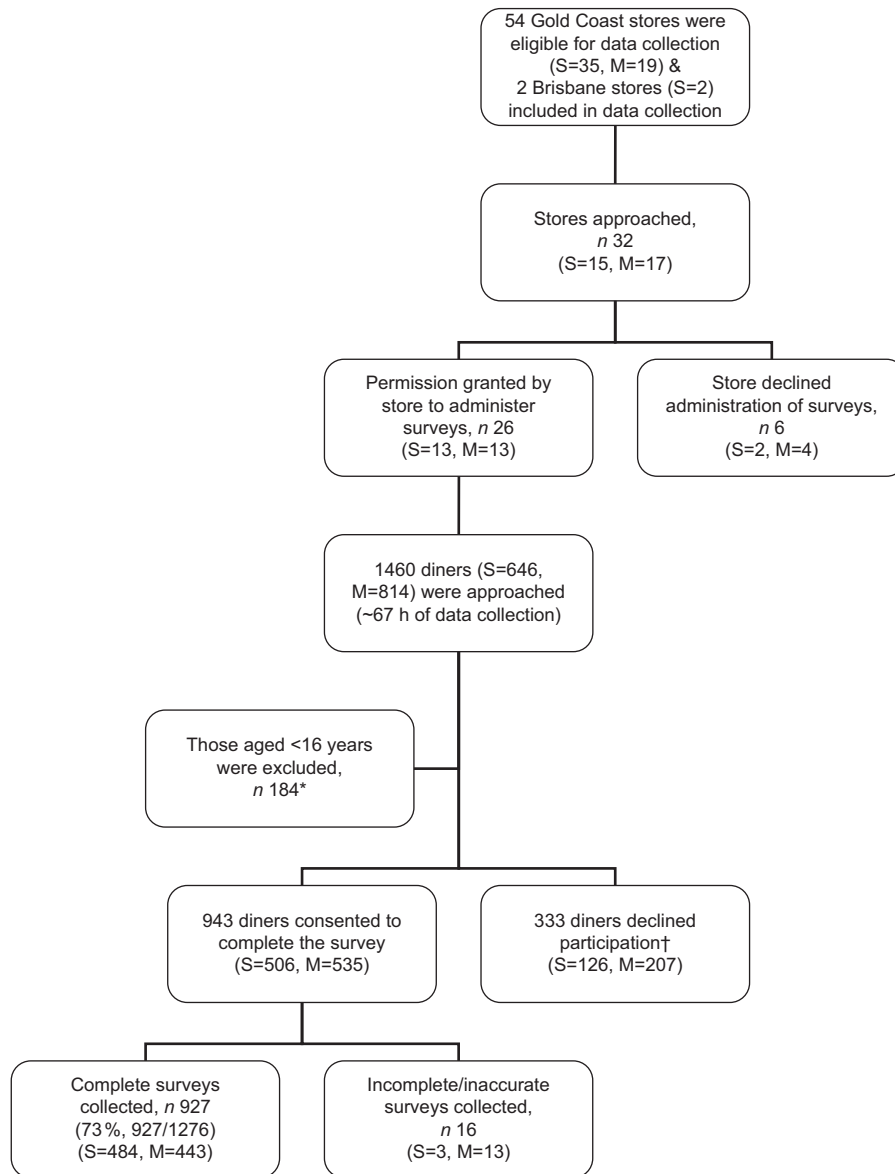 54 Gold Coast stores were
eligible for data collection
(S=35, M=19) &
2 Brisbane stores (S=2)
included in data collection
Stores approached,
n 32
(S=15, M=17)
Permission granted by
store to administer
surveys, n 26
(S=13, M=13)
Store declined
administration of surveys,
n 6
(S=2, M=4)
1460 diners (S=646,
M=814) were approached
(~67 h of data collection)
Those aged <16 years
were excluded,
n 184*
943 diners consented to
complete the survey
(S=506, M=535)
333 diners declined
participation†
(S=126, M=207)
Complete surveys
collected, n 927
(73%, 927/1276)
(S=484, M=443)
Incomplete/inaccurate
surveys collected,
n 16
(S=3, M=13)